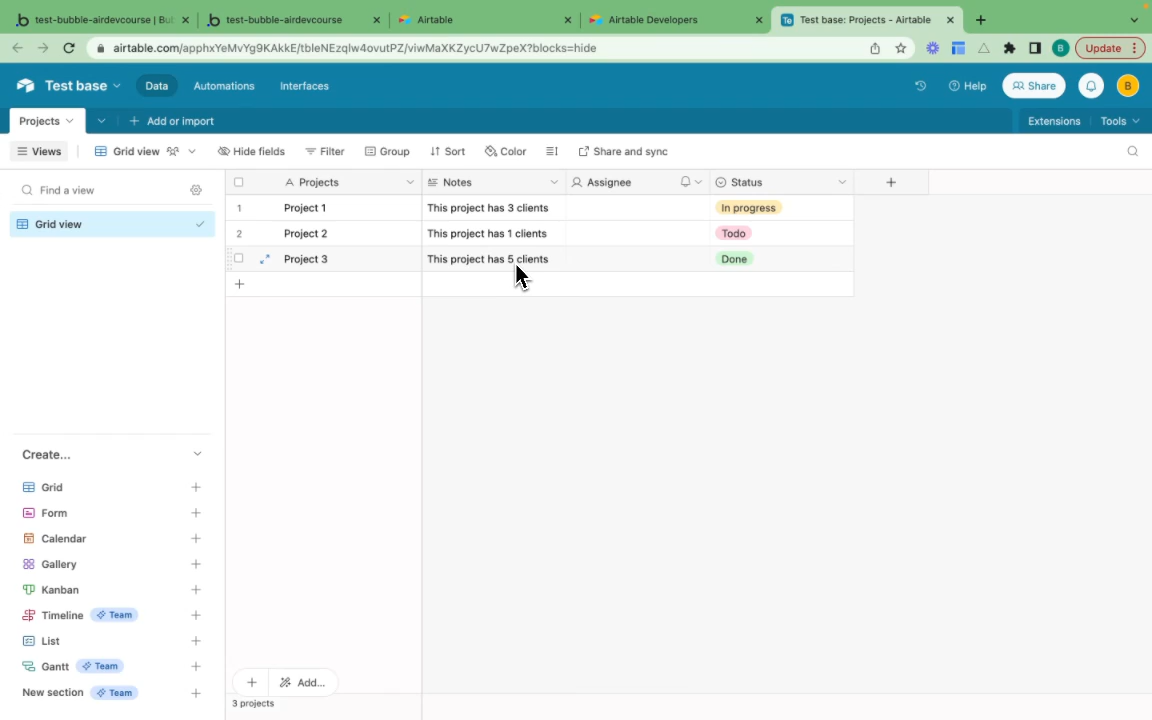 test-bubble-airdevcourse | Bub
test-bubble-airdevcourse
Airtable
Airtable Developers
Test base: Projects - Airtable
airtable.com/apphxYeMvYg9KAkkE/tbleNEzqIw4ovutPZ/viwMaXKZycU7wZpeX?blocks=hide
B
Update
Test base
Data
Automations
Interfaces
Help
Share
B
Projects
Add or import
Extensions
Tools
Views
Grid view
Hide fields
Filter
Group
Sort
Color
Share and sync
Find a view
Grid view
Projects
Notes
Assignee
Status
1
Project 1
This project has 3 clients
In progress
2
Project 2
This project has 1 clients
Todo
Project 3
This project has 5 clients
Done
Create...
Grid
Form
Calendar
Gallery
Kanban
Timeline
Team
List
Gantt
Team
New section
Team
Add...
3 projects